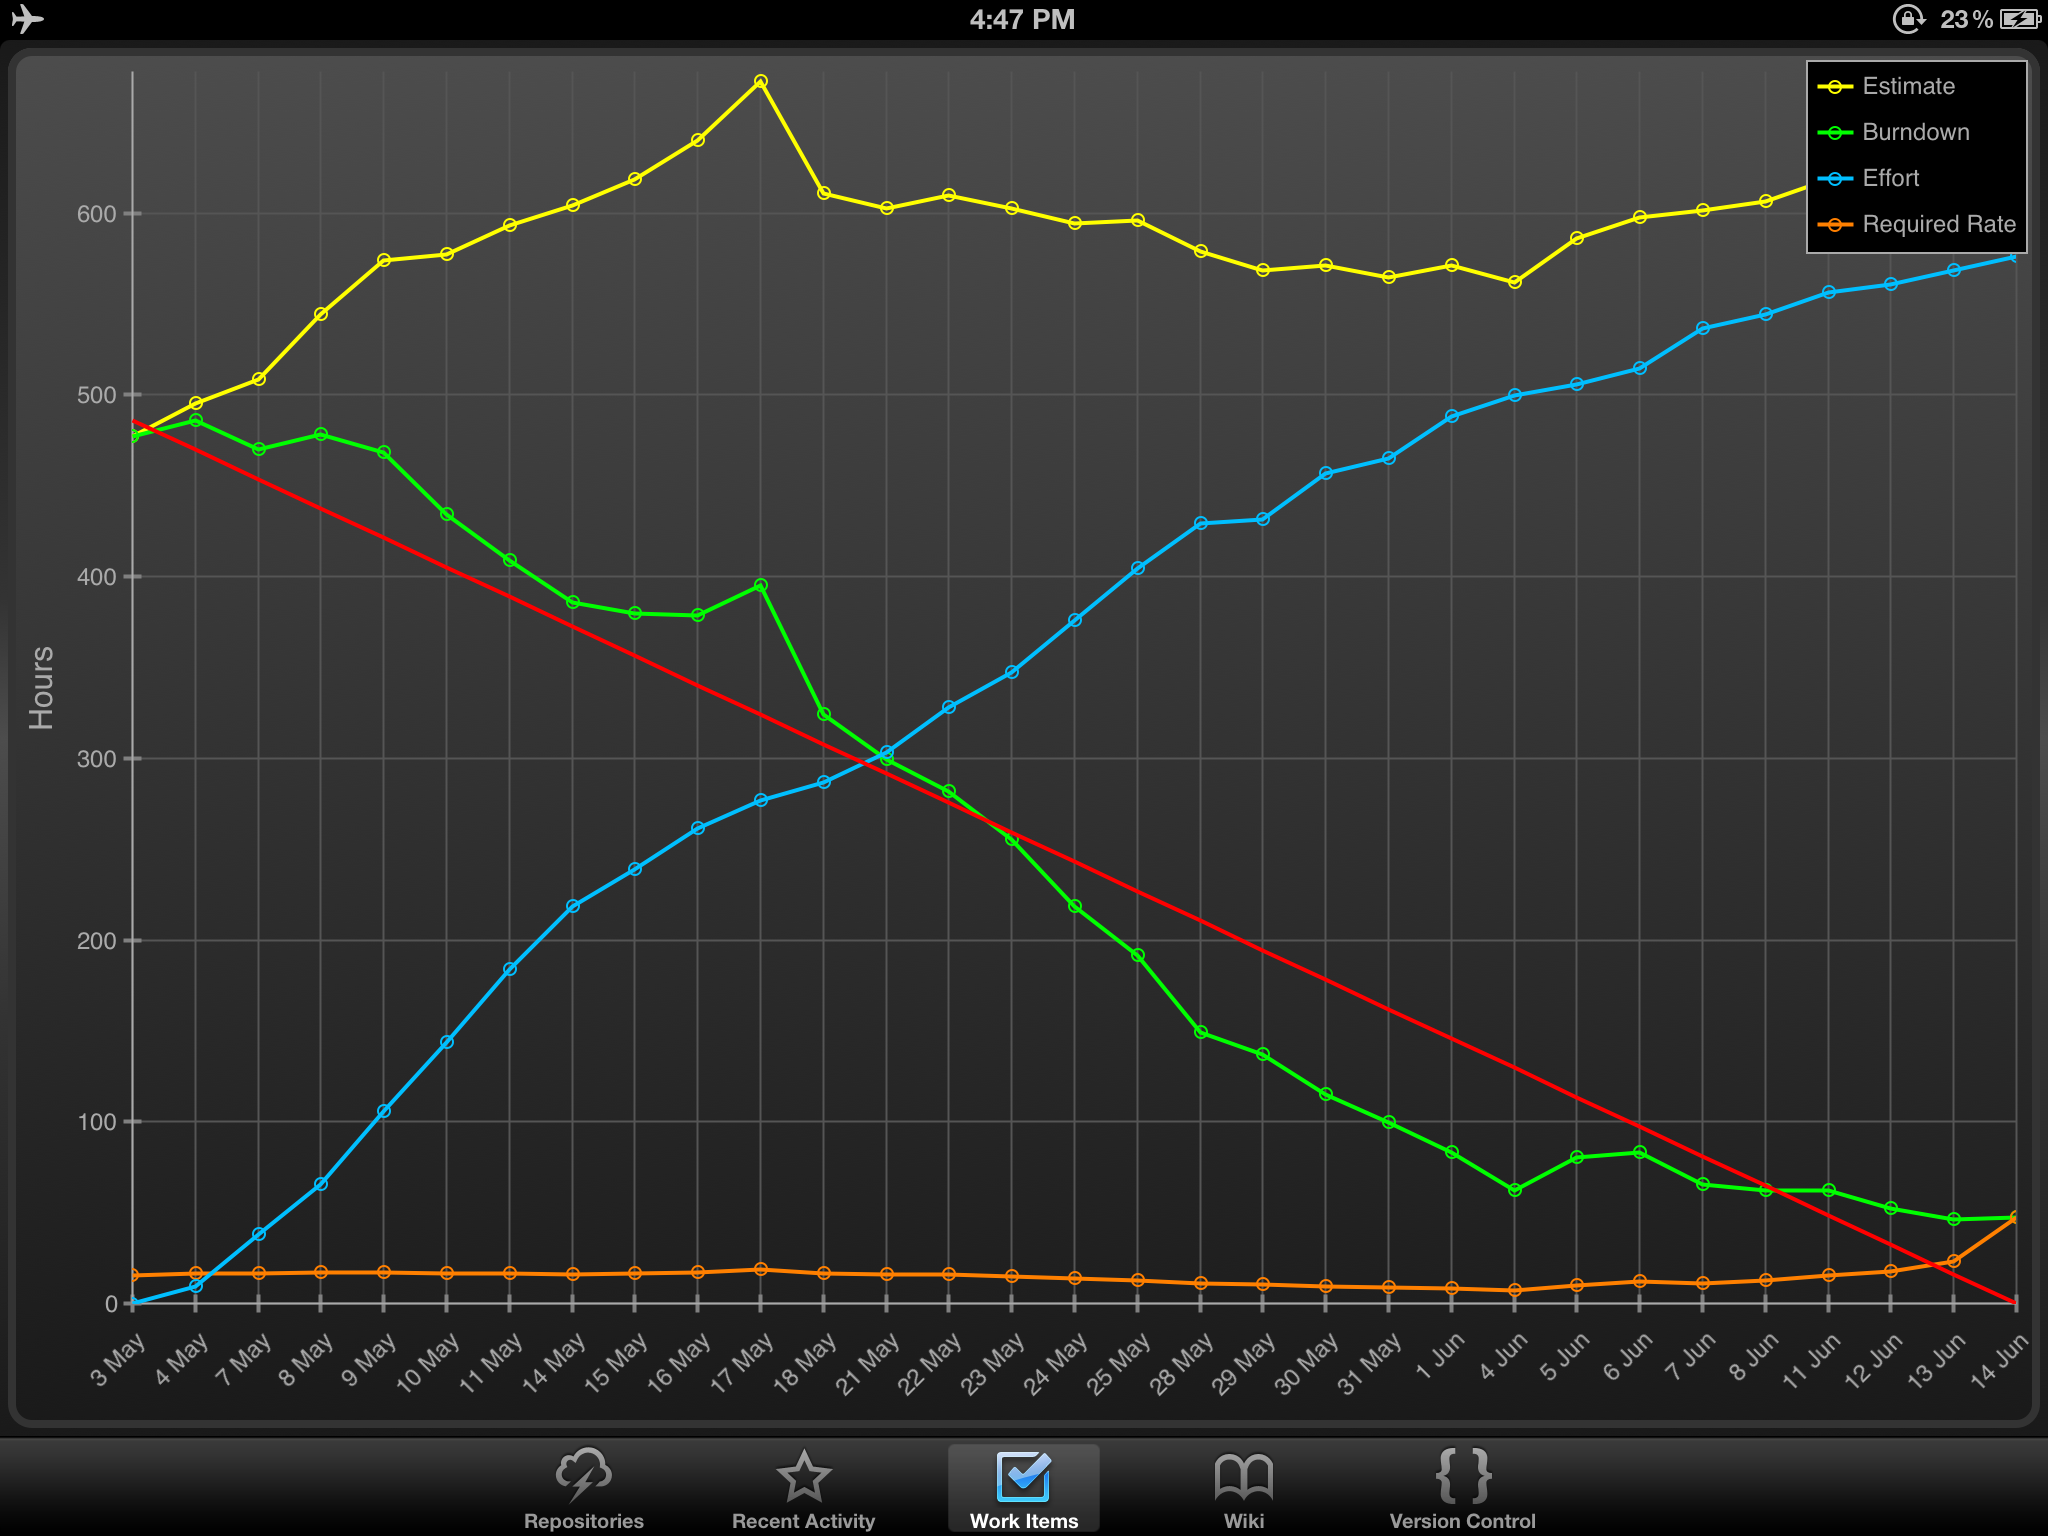 4:47 PM
23 %
Estimate
Burndown
Effort
Required Rate
600
500
400
300
200
100
0
Hours
3 May
4 May
7 May
8 May
9 May
10 May
11 May
14 May
15 May
16 May
17 May
18 May
21 May
22 May
23 May
24 May
25 May
28 May
29 May
30 May
31 May
1 Jun
4 Jun
5 Jun
6 Jun
7 Jun
8 Jun
11 Jun
12 Jun
13 Jun
14 Jun
Repositories
Recent Activity
Work Items
Wiki
Version Control